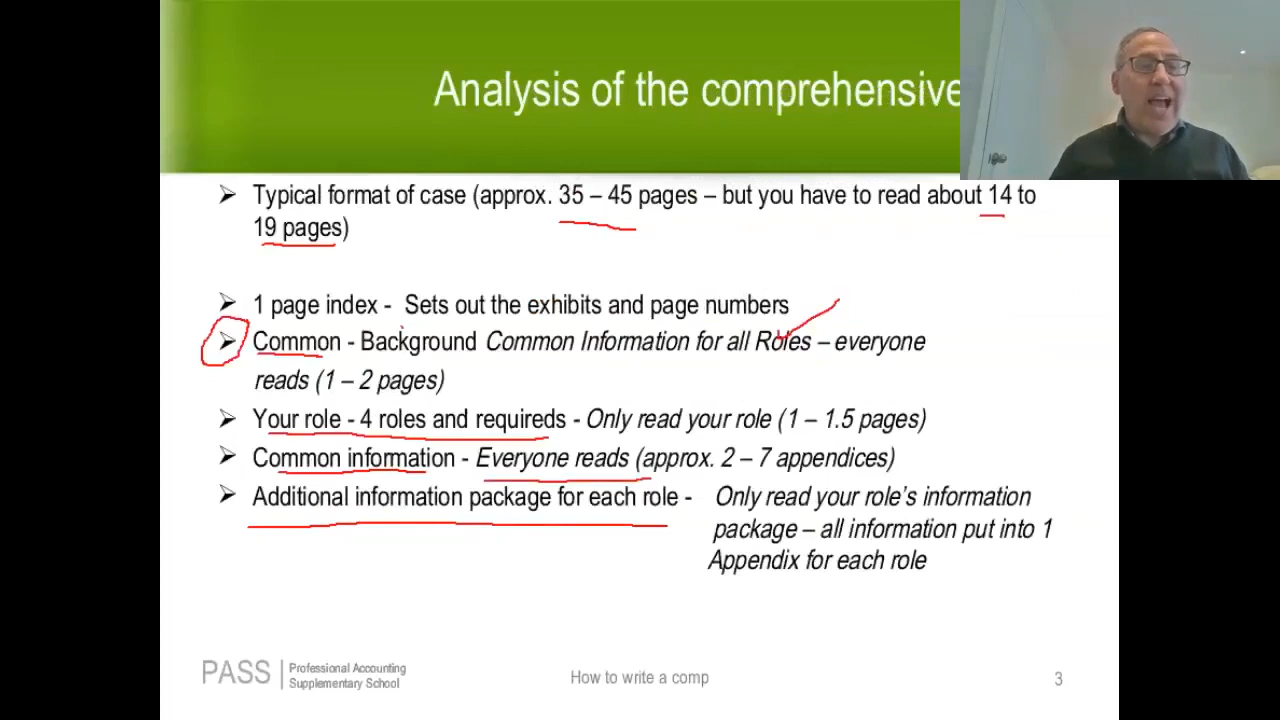 Analysis of the comprehensive
➢ Typical format of case (approx. 35 – 45 pages – but you have to read about 14 to
19 pages)
➢ 1 page index - Sets out the exhibits and page numbers
➢ Common - Background Common Information for all Roles – everyone
reads (1 – 2 pages)
➢ Your role - 4 roles and requireds - Only read your role (1 – 1.5 pages)
➢ Common information - Everyone reads (approx. 2 – 7 appendices)
➢ Additional information package for each role - Only read your role's information
package – all information put into 1
Appendix for each role
PASS
Professional Accounting
Supplementary School
How to write a comp
3